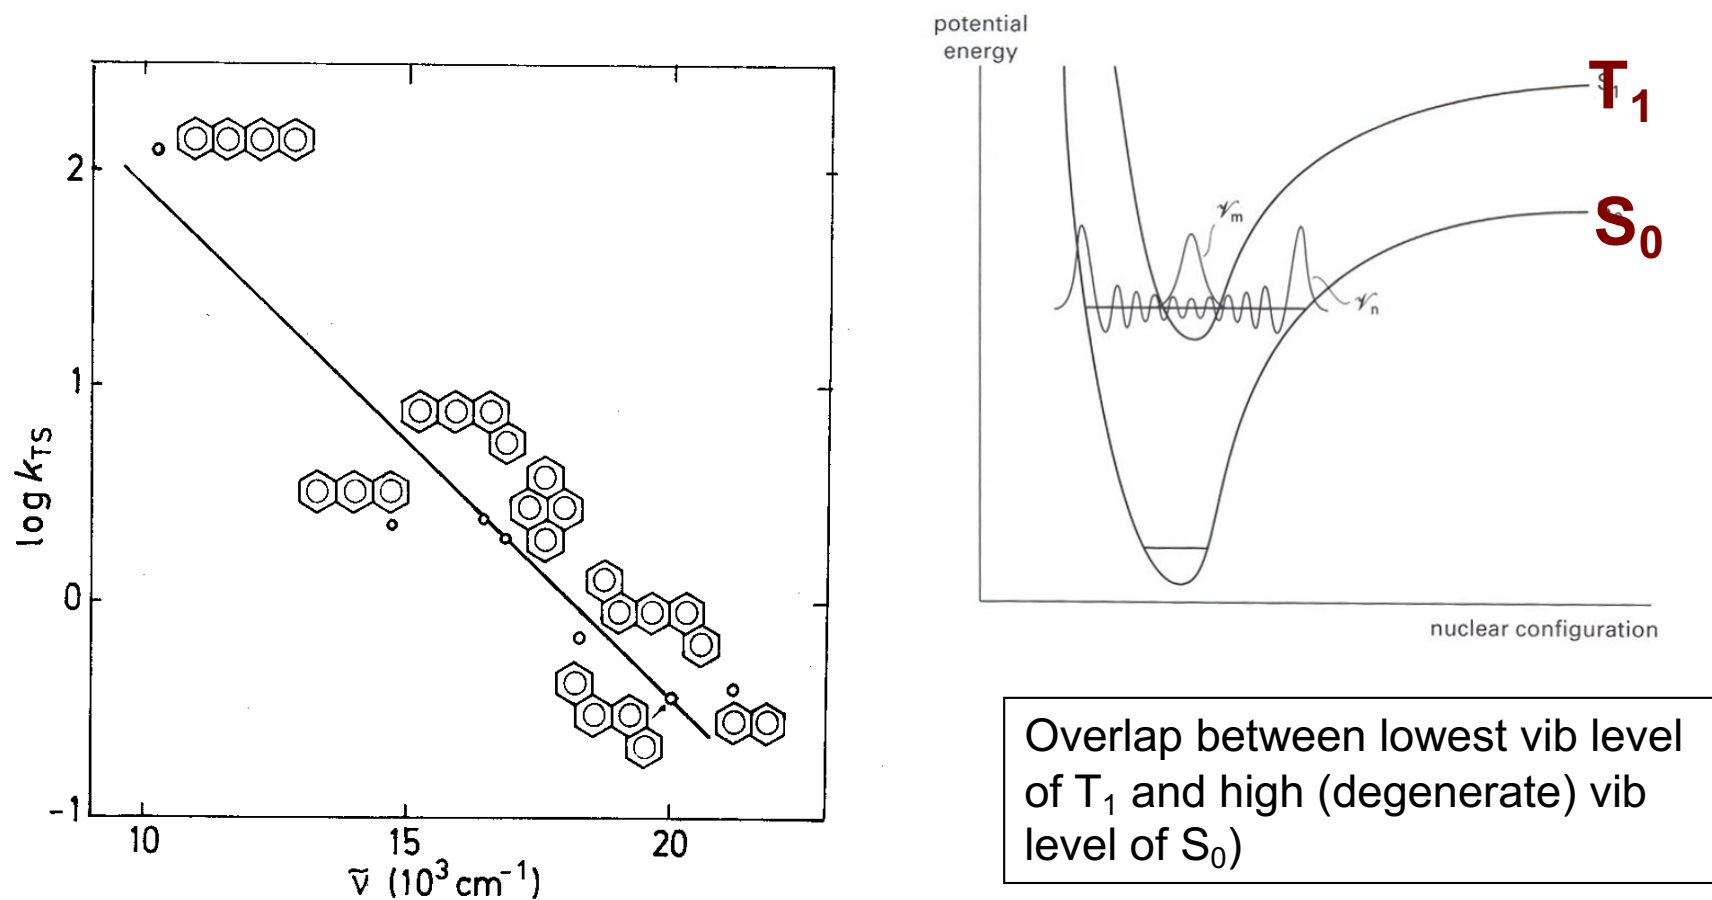 2
1
0
-1
log kTS
10
15
20
ṽ (10³ cm⁻¹)
potential
energy
T₁
S₀
𝜓m
𝜓n
nuclear configuration
Overlap between lowest vib level
of T₁ and high (degenerate) vib
level of S₀)